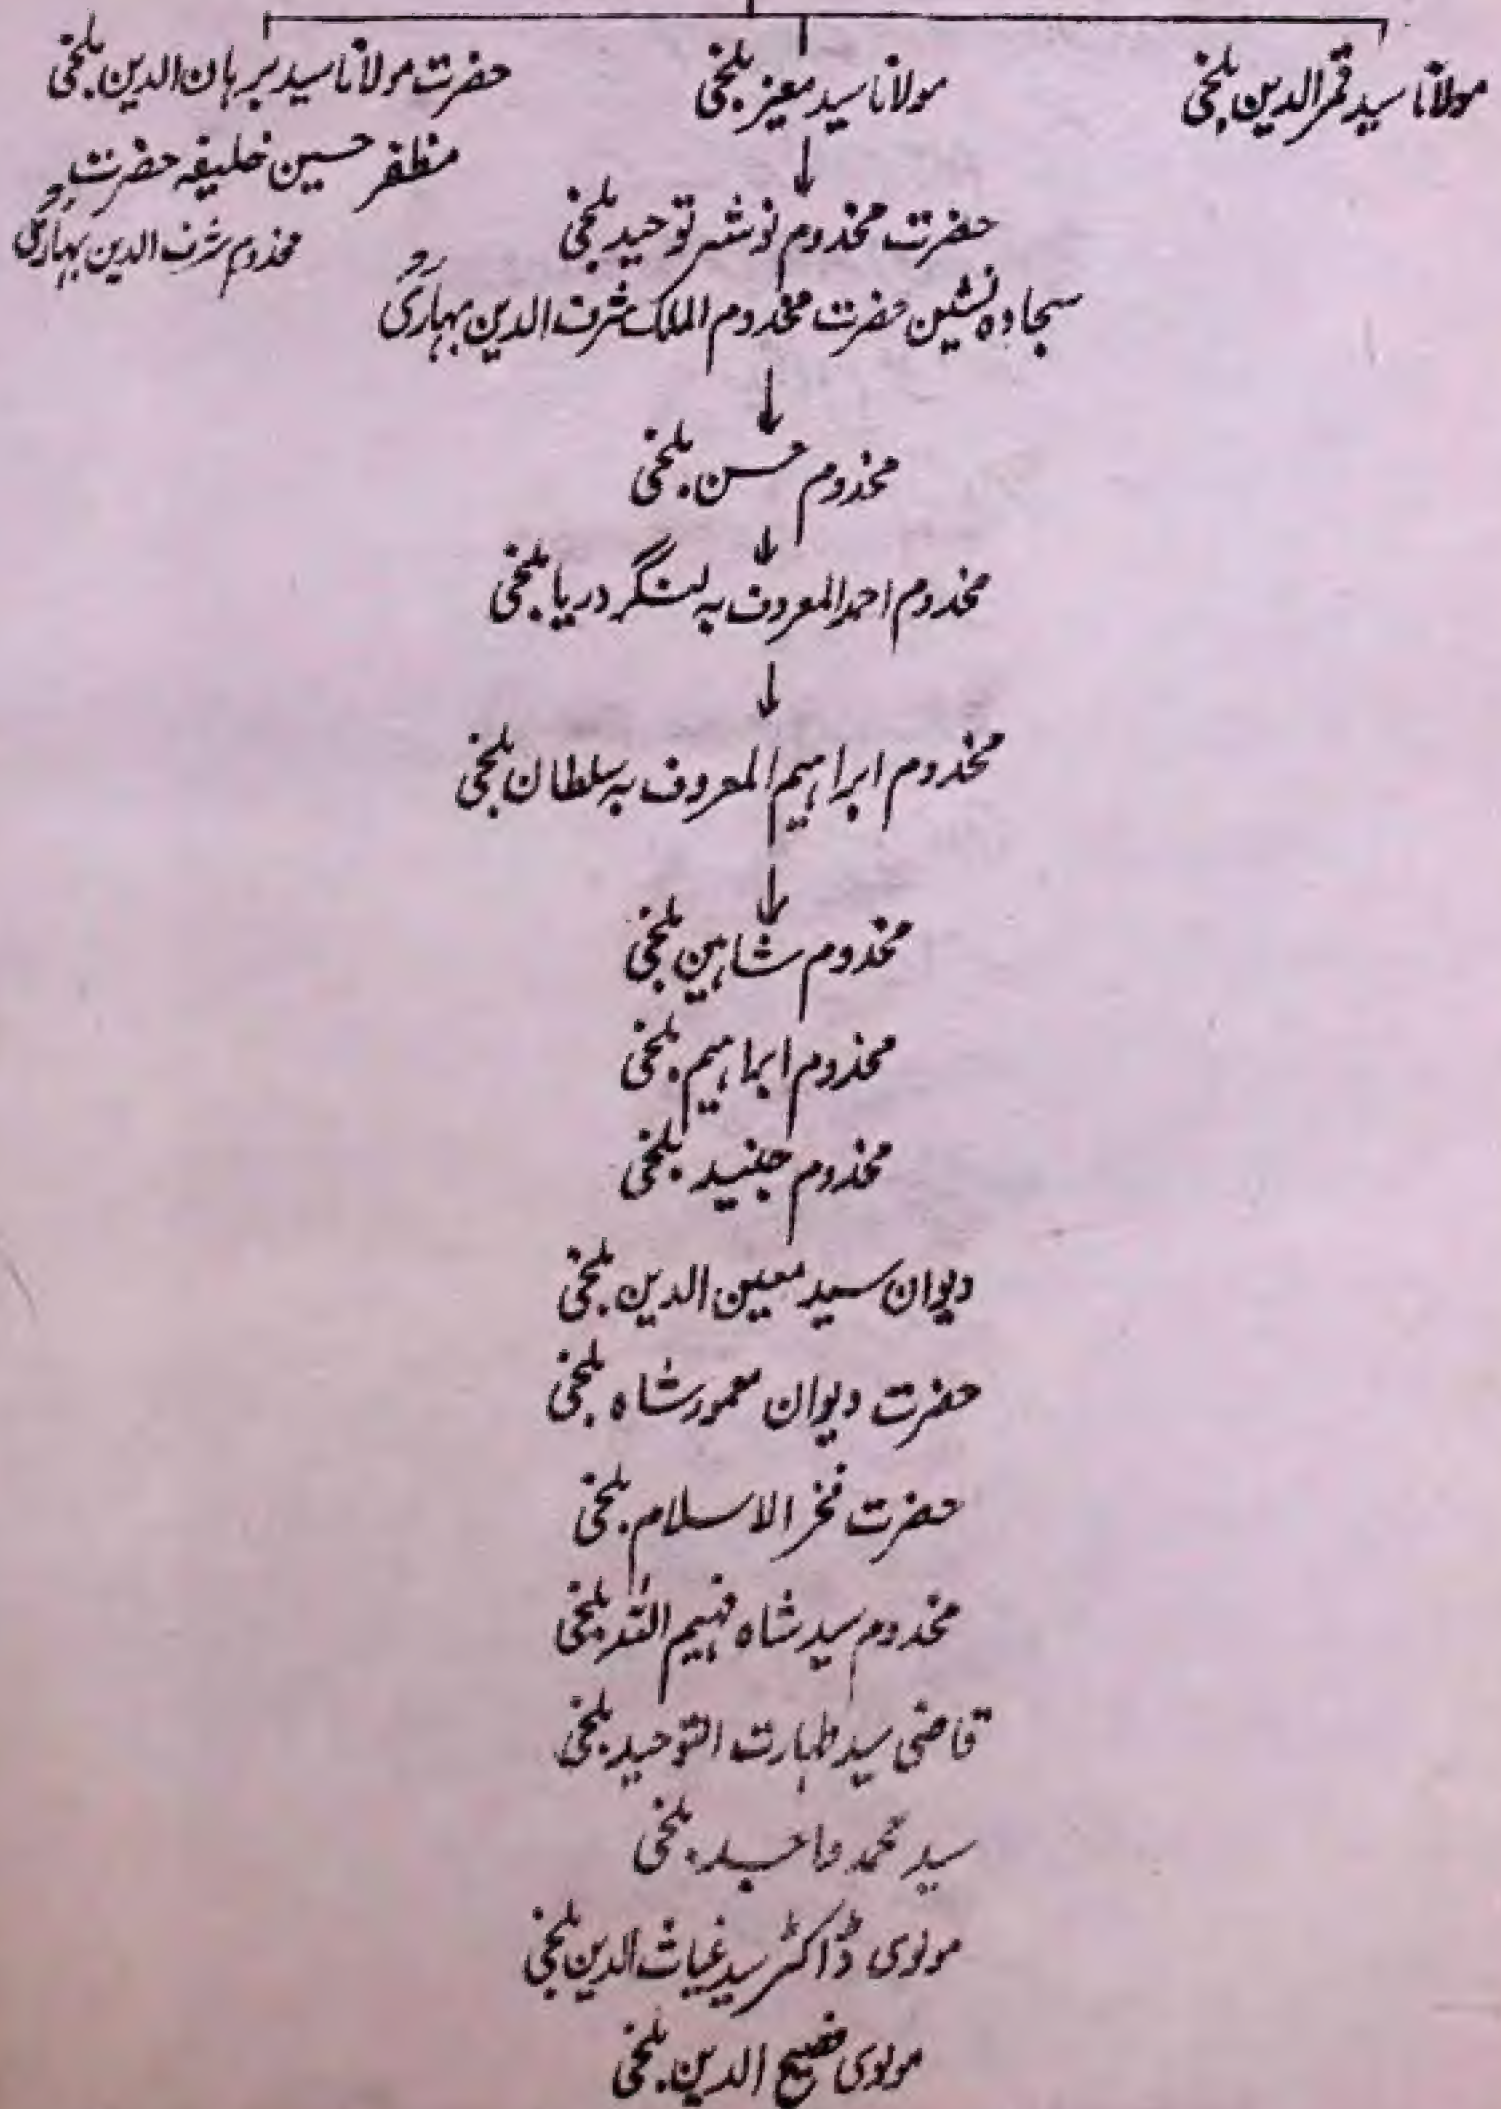 مولانا سید قمرالدین بلخی
مولانا سید معیز بلخی
حضرت مولانا سید برہان الدین بلخی
مظفر حسین خلیفہ حضرت
مخدوم شرف الدین بہاریؒ
حضرت مخدوم نوشہ توحید بلخی
سجادہ نشین حضرت مخدوم الملک شرف الدین بہاریؒ
مخدوم حسن بلخی
مخدوم احمد المعروف بہ لنگر دریا بلخی
مخدوم ابراہیم المعروف بہ سلطان بلخی
مخدوم شاہین بلخی
مخدوم ابراہیم بلخی
مخدوم جنید بلخی
دیوان سید معین الدین بلخی
حضرت دیوان معمور شاہ بلخی
حضرت فخر الاسلام بلخی
مخدوم سید شاہ فہیم اللہ بلخی
قاضی سید طہارت التوحید بلخی
سید محمد واجد بلخی
مولوی ڈاکٹر سید غیاث الدین بلخی
مولوی فصیح الدین بلخی